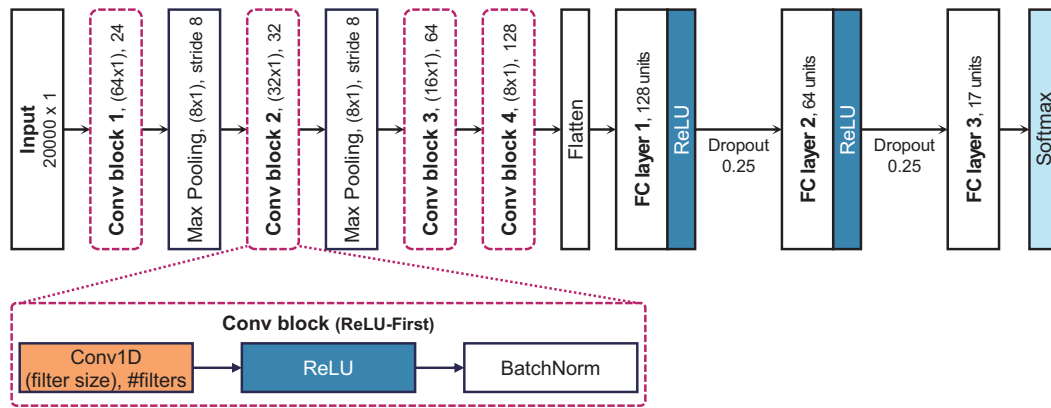 Input
20000 x 1
Conv block 1, (64x1), 24
Max Pooling, (8x1), stride 8
Conv block 2, (32x1), 32
Max Pooling, (8x1), stride 8
Conv block 3, (16x1), 64
Conv block 4, (8x1), 128
Flatten
FC layer 1, 128 units
ReLU
Dropout
0.25
FC layer 2, 64 units
ReLU
Dropout
0.25
FC layer 3, 17 units
Softmax
Conv block (ReLU-First)
Conv1D
(filter size), #filters
ReLU
BatchNorm